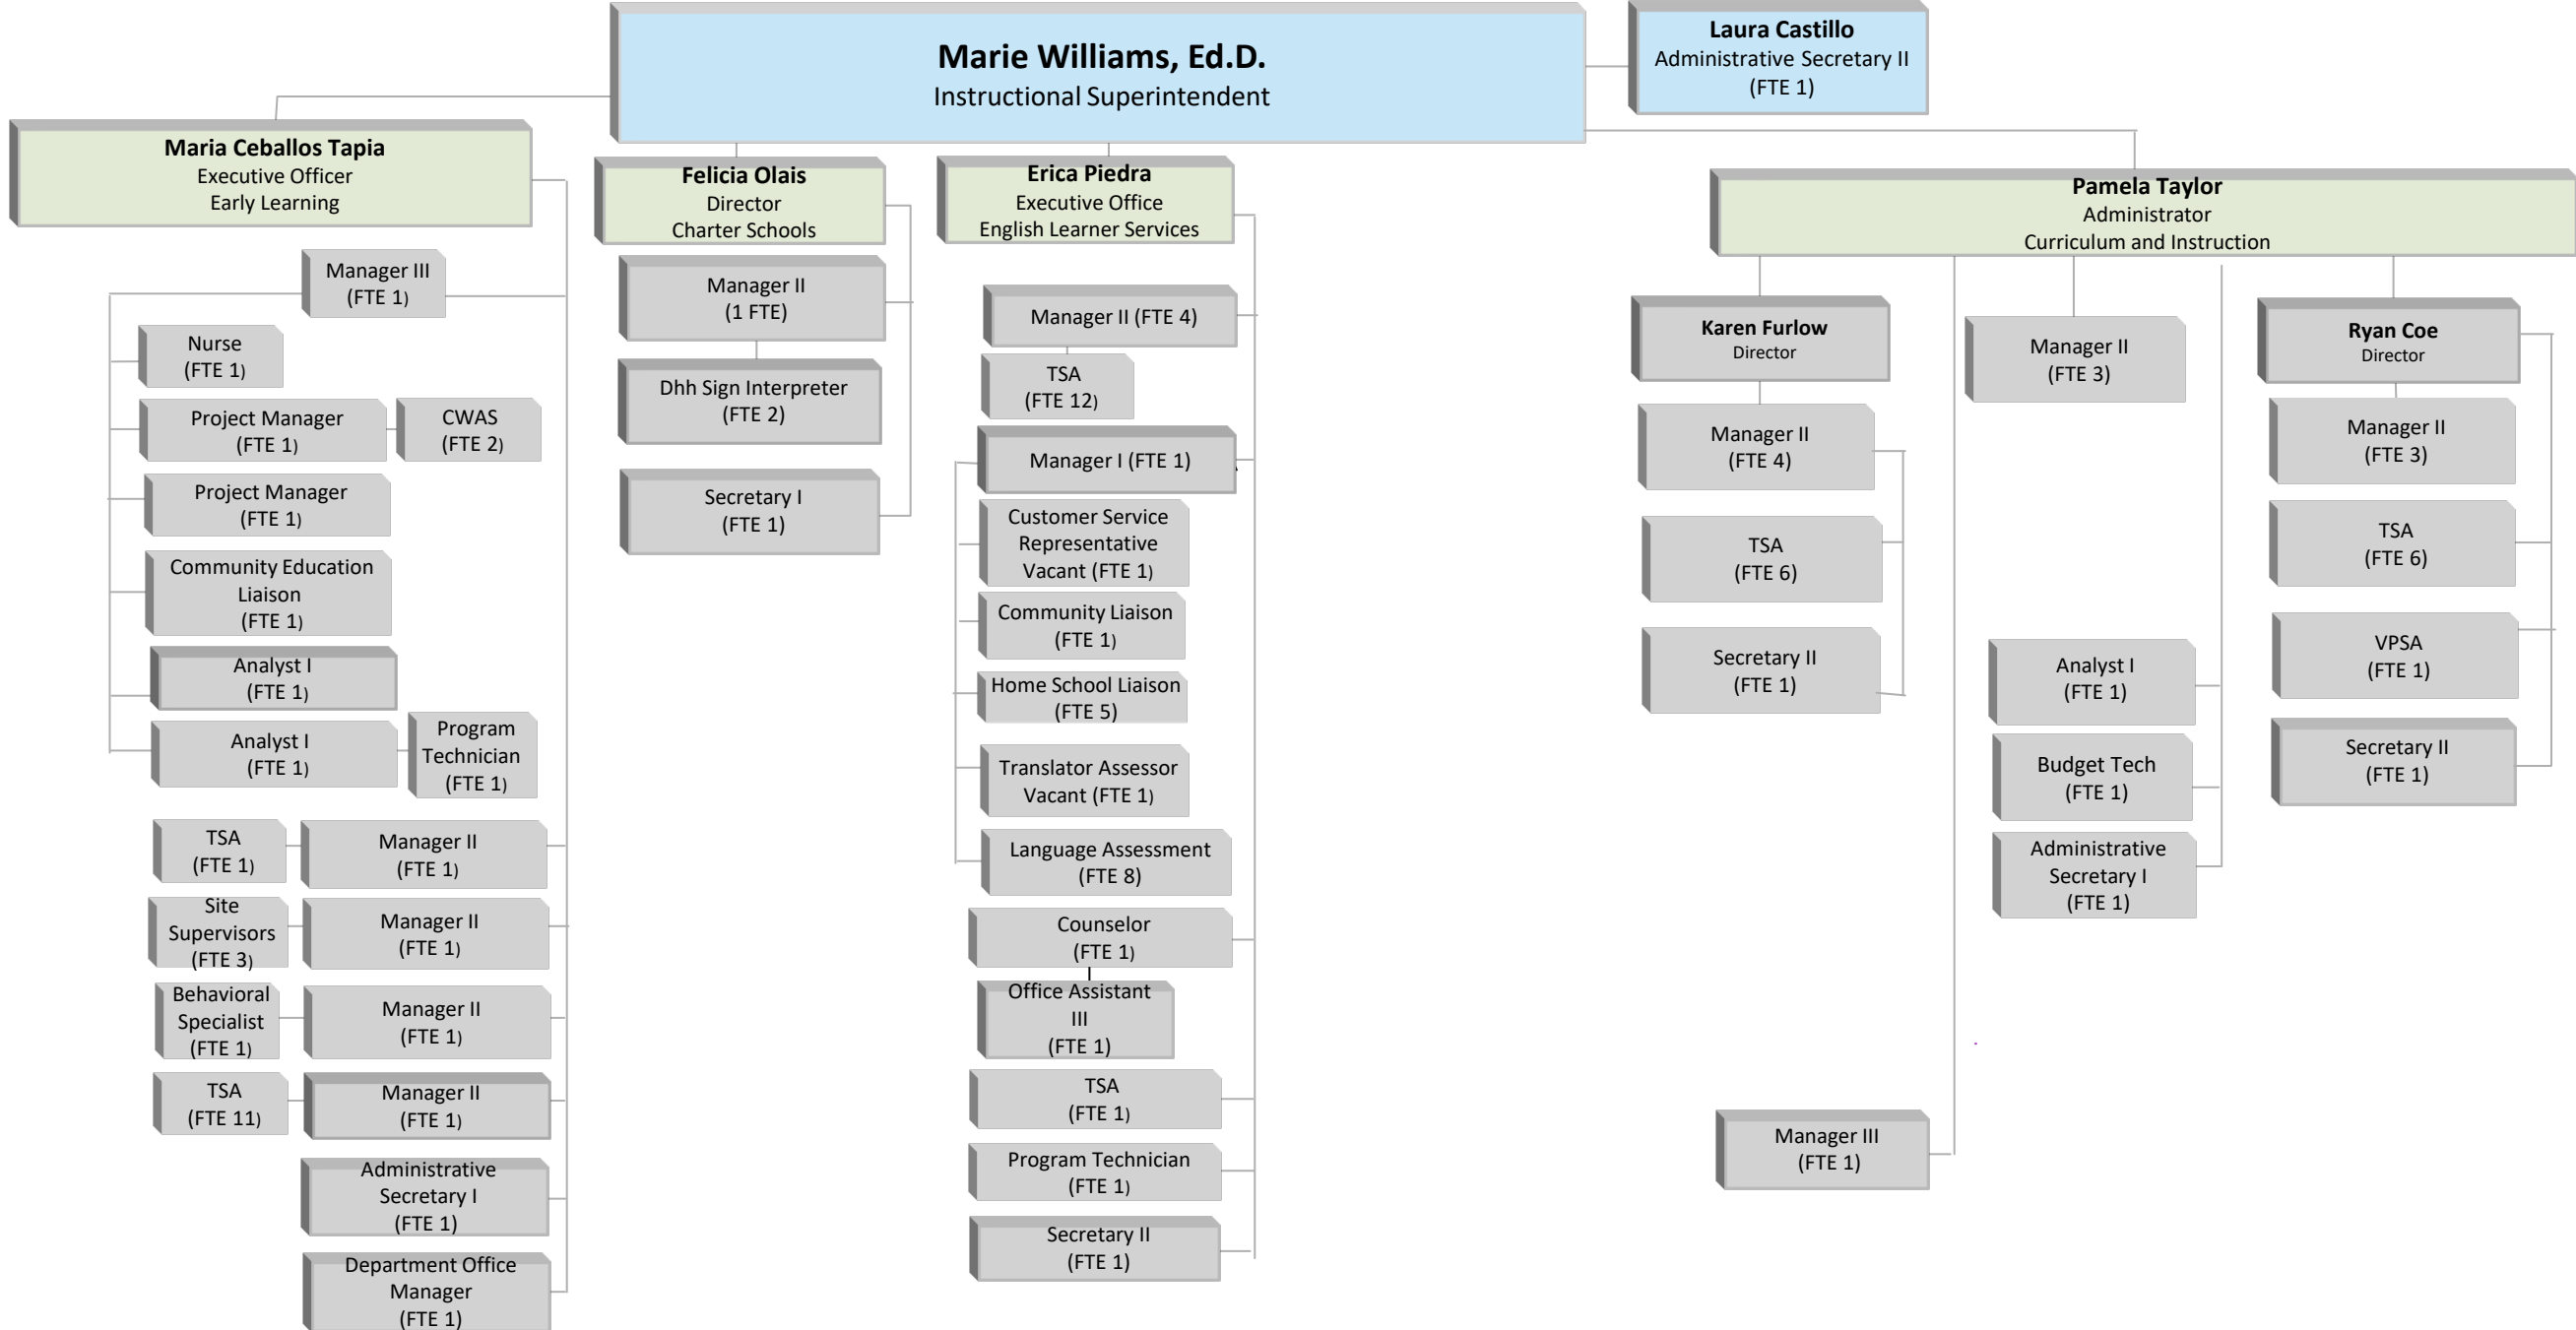 Marie Williams, Ed.D.
Instructional Superintendent
Laura Castillo
Administrative Secretary II
(FTE 1)
Maria Ceballos Tapia
Executive Officer
Early Learning
Manager III
(FTE 1)
Nurse
(FTE 1)
Project Manager
(FTE 1)
CWAS
(FTE 2)
Project Manager
(FTE 1)
Community Education
Liaison
(FTE 1)
Analyst I
(FTE 1)
Analyst I
(FTE 1)
Program
Technician
(FTE 1)
TSA
(FTE 1)
Manager II
(FTE 1)
Site
Supervisors
(FTE 3)
Manager II
(FTE 1)
Behavioral
Specialist
(FTE 1)
Manager II
(FTE 1)
TSA
(FTE 11)
Manager II
(FTE 1)
Administrative
Secretary I
(FTE 1)
Department Office
Manager
(FTE 1)
Felicia Olais
Director
Charter Schools
Manager II
(1 FTE)
Dhh Sign Interpreter
(FTE 2)
Secretary I
(FTE 1)
Erica Piedra
Executive Office
English Learner Services
Manager II (FTE 4)
TSA
(FTE 12)
Manager I (FTE 1)
Customer Service
Representative
Vacant (FTE 1)
Community Liaison
(FTE 1)
Home School Liaison
(FTE 5)
Translator Assessor
Vacant (FTE 1)
Language Assessment
(FTE 8)
Counselor
(FTE 1)
Office Assistant
III
(FTE 1)
TSA
(FTE 1)
Program Technician
(FTE 1)
Secretary II
(FTE 1)
Pamela Taylor
Administrator
Curriculum and Instruction
Karen Furlow
Director
Manager II
(FTE 4)
TSA
(FTE 6)
Secretary II
(FTE 1)
Manager III
(FTE 1)
Manager II
(FTE 3)
Analyst I
(FTE 1)
Budget Tech
(FTE 1)
Administrative
Secretary I
(FTE 1)
Ryan Coe
Director
Manager II
(FTE 3)
TSA
(FTE 6)
VPSA
(FTE 1)
Secretary II
(FTE 1)